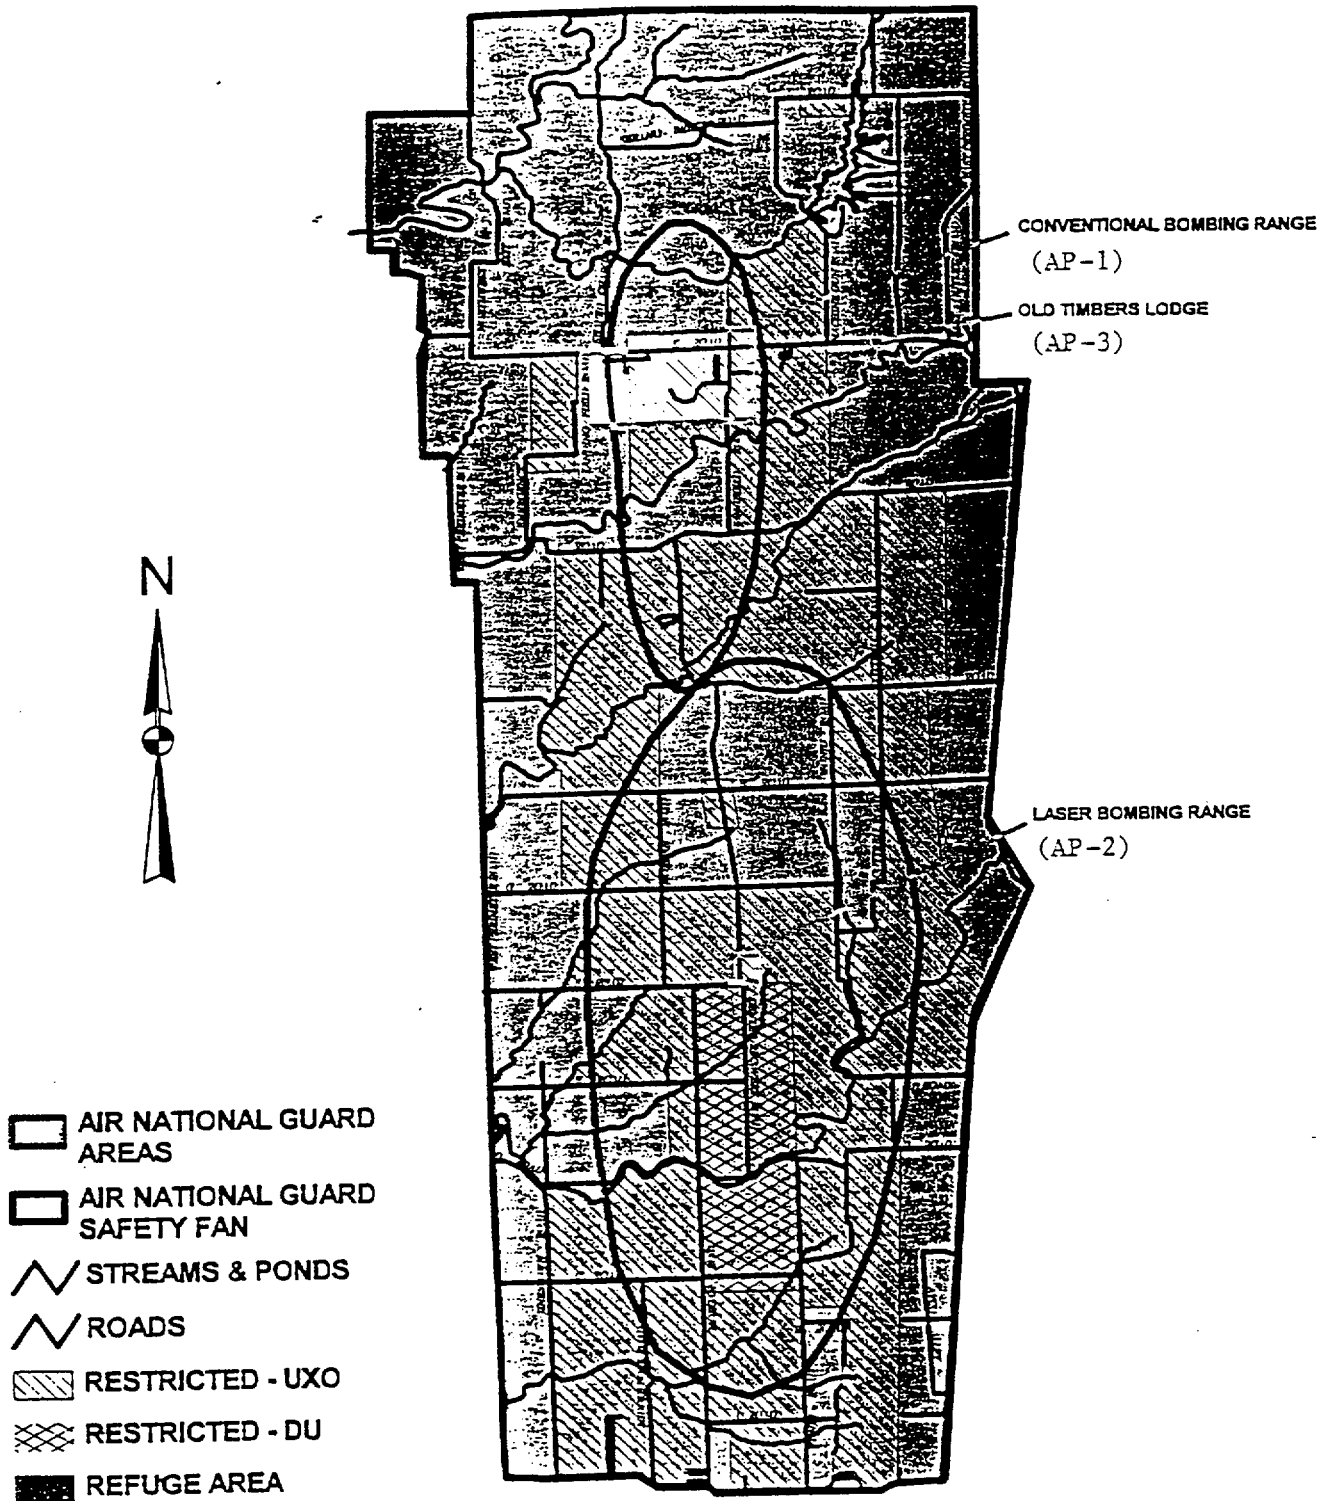 CONVENTIONAL BOMBING RANGE
(AP-1)
OLD TIMBERS LODGE
(AP-3)
N
LASER BOMBING RANGE
(AP-2)
AIR NATIONAL GUARD
AREAS
AIR NATIONAL GUARD
SAFETY FAN
STREAMS & PONDS
ROADS
RESTRICTED - UXO
RESTRICTED - DU
REFUGE AREA